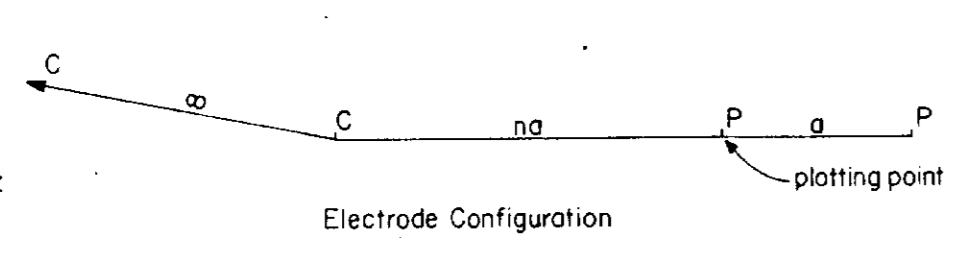 C
∞
C
na
P
a
P
plotting point
Electrode Configuration